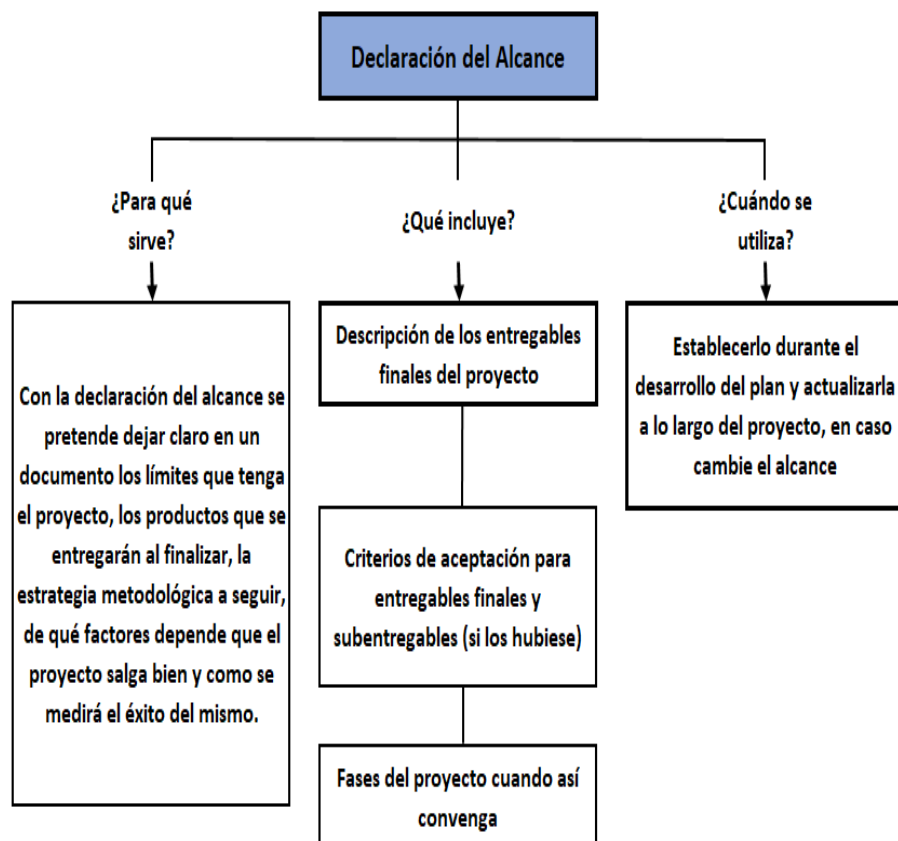 Declaración del Alcance
¿Para qué
sirve?
Con la declaración del alcance se
pretende dejar claro en un
documento los límites que tenga
el proyecto, los productos que se
entregarán al finalizar, la
estrategia metodológica a seguir,
de qué factores depende que el
proyecto salga bien y como se
medirá el éxito del mismo.
¿Qué incluye?
Descripción de los entregables
finales del proyecto
Criterios de aceptación para
entregables finales y
subentregables (si los hubiese)
Fases del proyecto cuando así
convenga
¿Cuándo se
utiliza?
Establecerlo durante el
desarrollo del plan y actualizarla
a lo largo del proyecto, en caso
cambie el alcance